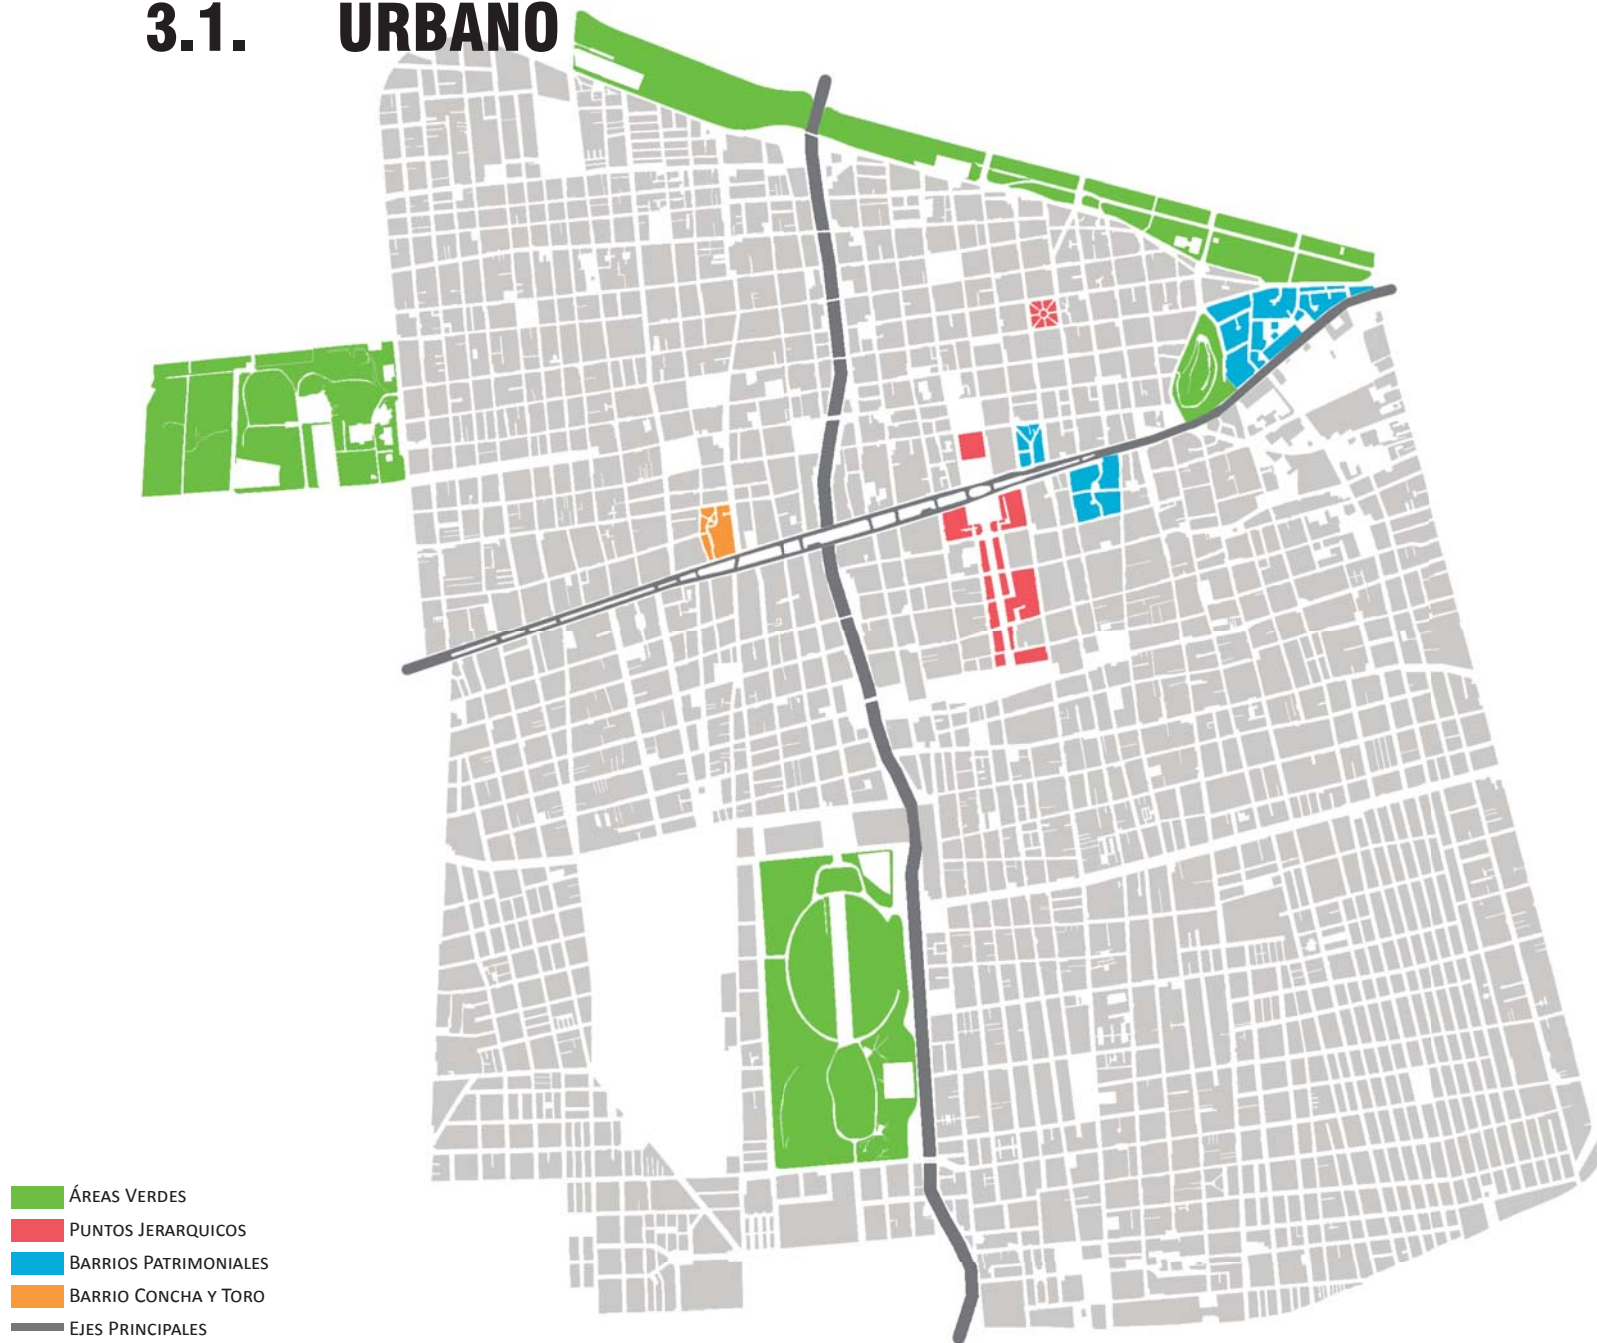 3.1. URBANO
ÁREAS VERDES
PUNTOS JERARQUICOS
BARRIOS PATRIMONIALES
BARRIO CONCHA Y TORO
EJES PRINCIPALES